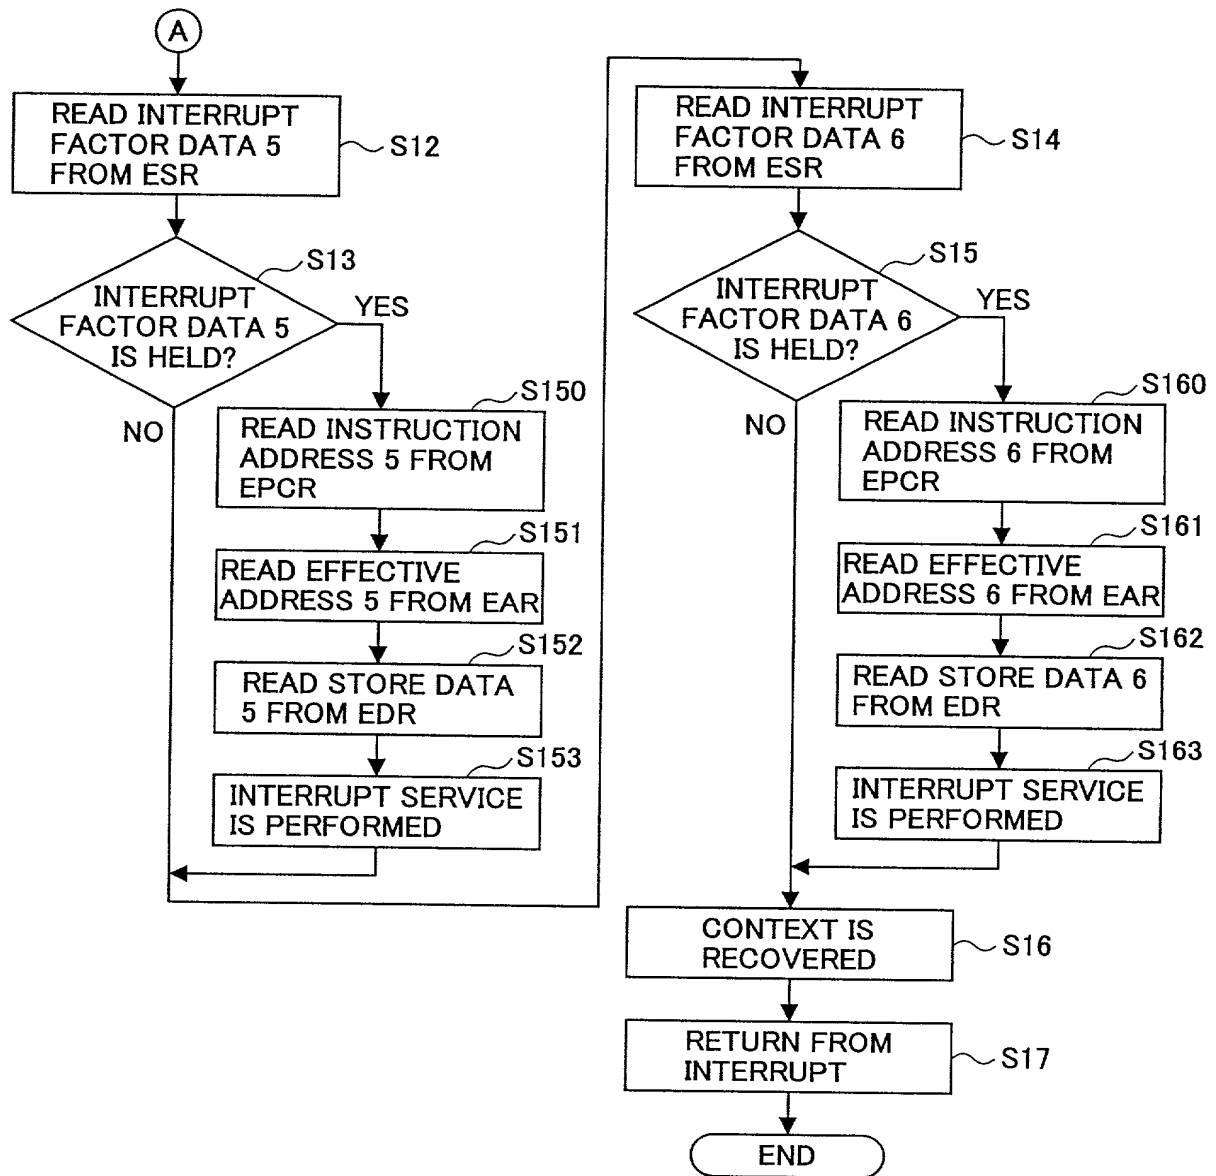 A
READ INTERRUPT
FACTOR DATA 5
FROM ESR
S12
S13
INTERRUPT
FACTOR DATA 5
IS HELD?
YES
NO
S150
READ INSTRUCTION
ADDRESS 5 FROM
EPCR
S151
READ EFFECTIVE
ADDRESS 5 FROM EAR
S152
READ STORE DATA
5 FROM EDR
S153
INTERRUPT SERVICE
IS PERFORMED
READ INTERRUPT
FACTOR DATA 6
FROM ESR
S14
S15
INTERRUPT
FACTOR DATA 6
IS HELD?
YES
NO
S160
READ INSTRUCTION
ADDRESS 6 FROM
EPCR
S161
READ EFFECTIVE
ADDRESS 6 FROM EAR
S162
READ STORE DATA 6
FROM EDR
S163
INTERRUPT SERVICE
IS PERFORMED
CONTEXT IS
RECOVERED
S16
RETURN FROM
INTERRUPT
S17
END